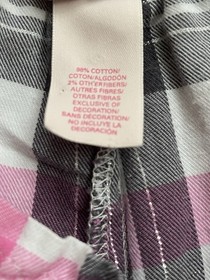 98% COTTON/
COTON/ALGODÓN
2% OTHER FIBERS/
AUTRES FIBRES/
OTRAS FIBRAS
EXCLUSIVE OF
DECORATION/
SANS DÉCORATION/
NO INCLUYE LA
DECORACIÓN